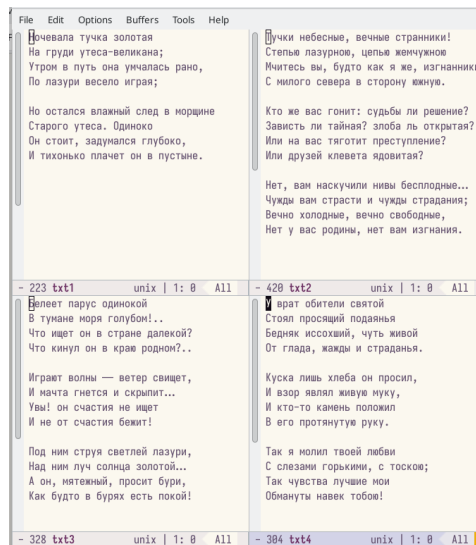 File Edit Options Buffers Tools Help
Ночевала тучка золотая
На груди утеса-великана;
Утром в путь она умчалась рано,
По лазури весело играя;
Но остался влажный след в морщине
Старого утеса. Одиноко
Он стоит, задумался глубоко,
И тихонько плачет он в пустыне.
- 223 txt1 unix | 1: 0 All
Тучки небесные, вечные странники!
Степью лазурною, цепью жемчужною
Мчитесь вы, будто как я же, изгнанники
С милого севера в сторону южную.
Кто же вас гонит: судьбы ли решение?
Зависть ли тайная? злоба ль открытая?
Или на вас тяготит преступление?
Или друзей клевета ядовитая?
Нет, вам наскучили нивы бесплодные…
Чужды вам страсти и чужды страдания;
Вечно холодные, вечно свободные,
Нет у вас родины, нет вам изгнания.
- 420 txt2 unix | 1: 0 All
Белеет парус одинокой
В тумане моря голубом!..
Что ищет он в стране далекой?
Что кинул он в краю родном?..
Играют волны — ветер свищет,
И мачта гнется и скрыпит…
Увы! он счастия не ищет
И не от счастия бежит!
Под ним струя светлей лазури,
Над ним луч солнца золотой…
А он, мятежный, просит бури,
Как будто в бурях есть покой!
- 328 txt3 unix | 1: 0 All
У врат обители святой
Стоял просящий подаянья
Бедняк иссохший, чуть живой
От глада, жажды и страданья.
Куска лишь хлеба он просил,
И взор являл живую муку,
И кто-то камень положил
В его протянутую руку.
Так я молил твоей любви
С слезами горькими, с тоскою;
Так чувства лучшие мои
Обмануты навек тобою!
- 304 txt4 unix | 1: 0 All